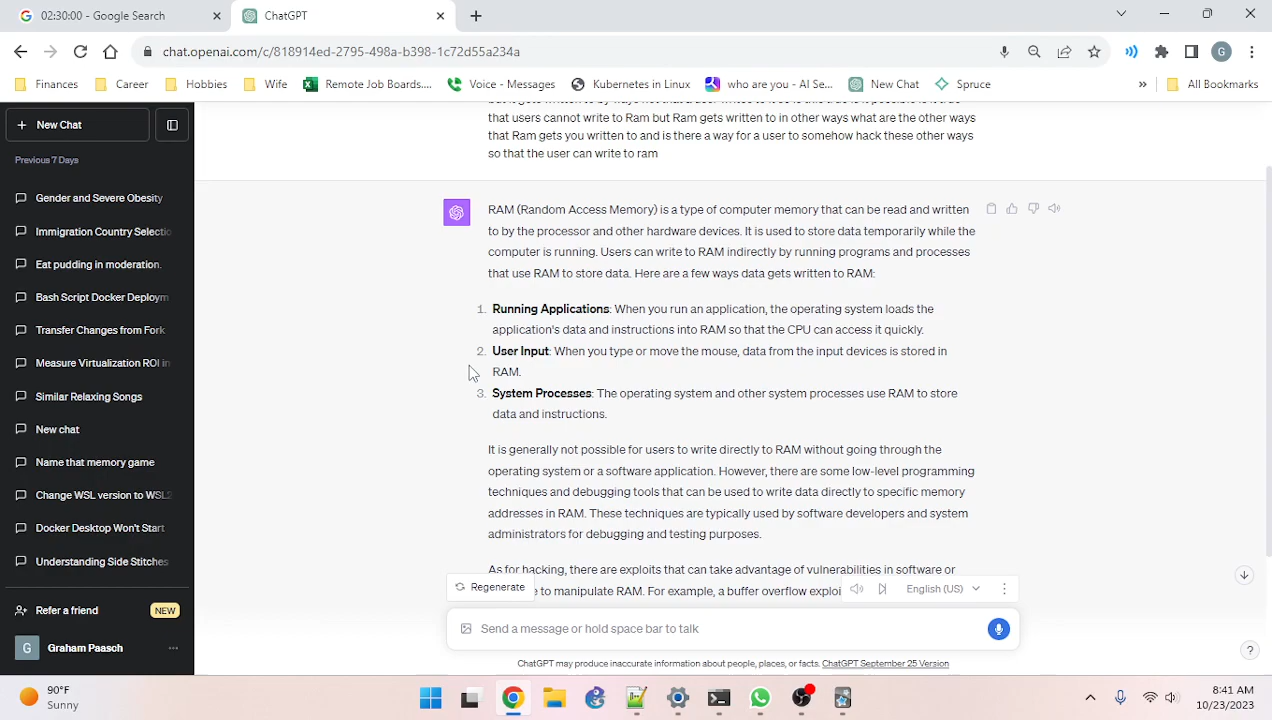 02:30:00 - Google Search
ChatGPT
chat.openai.com/c/818914ed-2795-498a-b398-1c72d55a234a
G
Finances
Career
Hobbies
Wife
Remote Job Boards....
Voice - Messages
Kubernetes in Linux
who are you - AI Se...
New Chat
Spruce
»
All Bookmarks
New Chat
Previous 7 Days
Gender and Severe Obesity
Immigration Country Selectio
Eat pudding in moderation.
Bash Script Docker Deploym
Transfer Changes from Fork
Measure Virtualization ROI in
Similar Relaxing Songs
New chat
Name that memory game
Change WSL version to WSL2
Docker Desktop Won't Start
Understanding Side Stitches
Refer a friend
NEW
G
Graham Paasch
that users cannot write to Ram but Ram gets written to in other ways what are the other ways
that Ram gets you written to and is there a way for a user to somehow hack these other ways
so that the user can write to ram
RAM (Random Access Memory) is a type of computer memory that can be read and written
to by the processor and other hardware devices. It is used to store data temporarily while the
computer is running. Users can write to RAM indirectly by running programs and processes
that use RAM to store data. Here are a few ways data gets written to RAM:
1. Running Applications: When you run an application, the operating system loads the
application's data and instructions into RAM so that the CPU can access it quickly.
2. User Input: When you type or move the mouse, data from the input devices is stored in
RAM.
3. System Processes: The operating system and other system processes use RAM to store
data and instructions.
It is generally not possible for users to write directly to RAM without going through the
operating system or a software application. However, there are some low-level programming
techniques and debugging tools that can be used to write data directly to specific memory
addresses in RAM. These techniques are typically used by software developers and system
administrators for debugging and testing purposes.
As for hacking, there are exploits that can take advantage of vulnerabilities in software or
to manipulate RAM. For example, a buffer overflow
Regenerate
English (US)
Send a message or hold space bar to talk
ChatGPT may produce inaccurate information about people, places, or facts. ChatGPT September 25 Version
?
90°F
Sunny
8:41 AM
10/23/2023